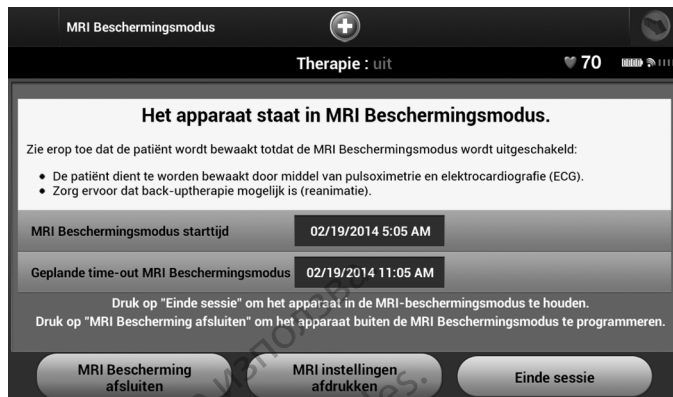 MRI Beschermingsmodus
Therapie : uit
70
Het apparaat staat in MRI Beschermingsmodus.
Zie erop toe dat de patiënt wordt bewaakt totdat de MRI Beschermingsmodus wordt uitgeschakeld:
• De patiënt dient te worden bewaakt door middel van pulsoximetrie en elektrocardiografie (ECG).
• Zorg ervoor dat back-uptherapie mogelijk is (reanimatie).
MRI Beschermingsmodus starttijd 02/19/2014 5:05 AM
Geplande time-out MRI Beschermingsmodus 02/19/2014 11:05 AM
Druk op "Einde sessie" om het apparaat in de MRI-beschermingsmodus te houden.
Druk op "MRI Bescherming afsluiten" om het apparaat buiten de MRI Beschermingsmodus te programmeren.
MRI Bescherming
afsluiten
MRI instellingen
afdrukken
Einde sessie